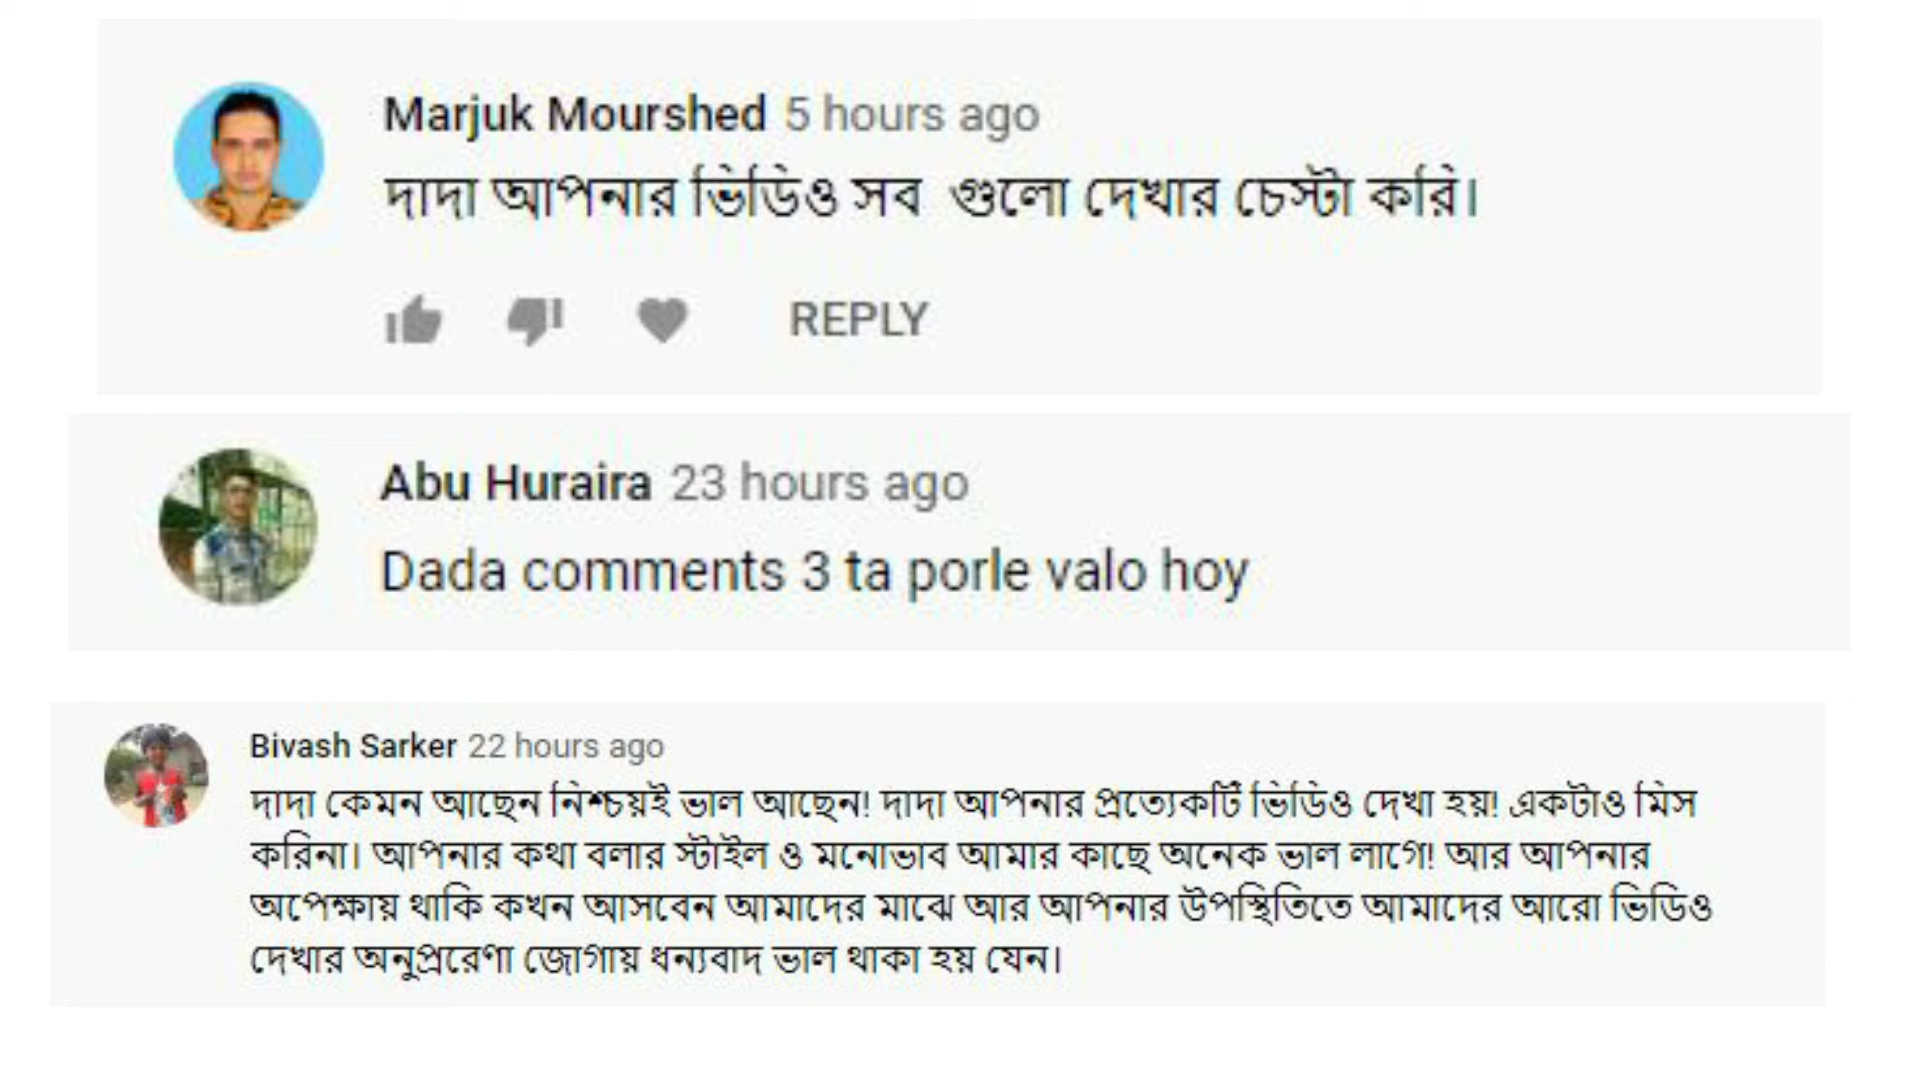 Marjuk Mourshed 5 hours ago
দাদা আপনার ভিডিও সব গুলো দেখার চেস্টা করি।
REPLY
Abu Huraira 23 hours ago
Dada comments 3 ta porle valo hoy
Bivash Sarker 22 hours ago
দাদা কেমন আছেন নিশ্চয়ই ভাল আছেন! দাদা আপনার প্রত্যেকটি ভিডিও দেখা হয়! একটাও মিস
করিনা। আপনার কথা বলার স্টাইল ও মনোভাব আমার কাছে অনেক ভাল লাগে! আর আপনার
অপেক্ষায় থাকি কখন আসবেন আমাদের মাঝে আর আপনার উপস্থিতিতে আমাদের আরো ভিডিও
দেখার অনুপ্ররেণা জোগায় ধন্যবাদ ভাল থাকা হয় যেন।